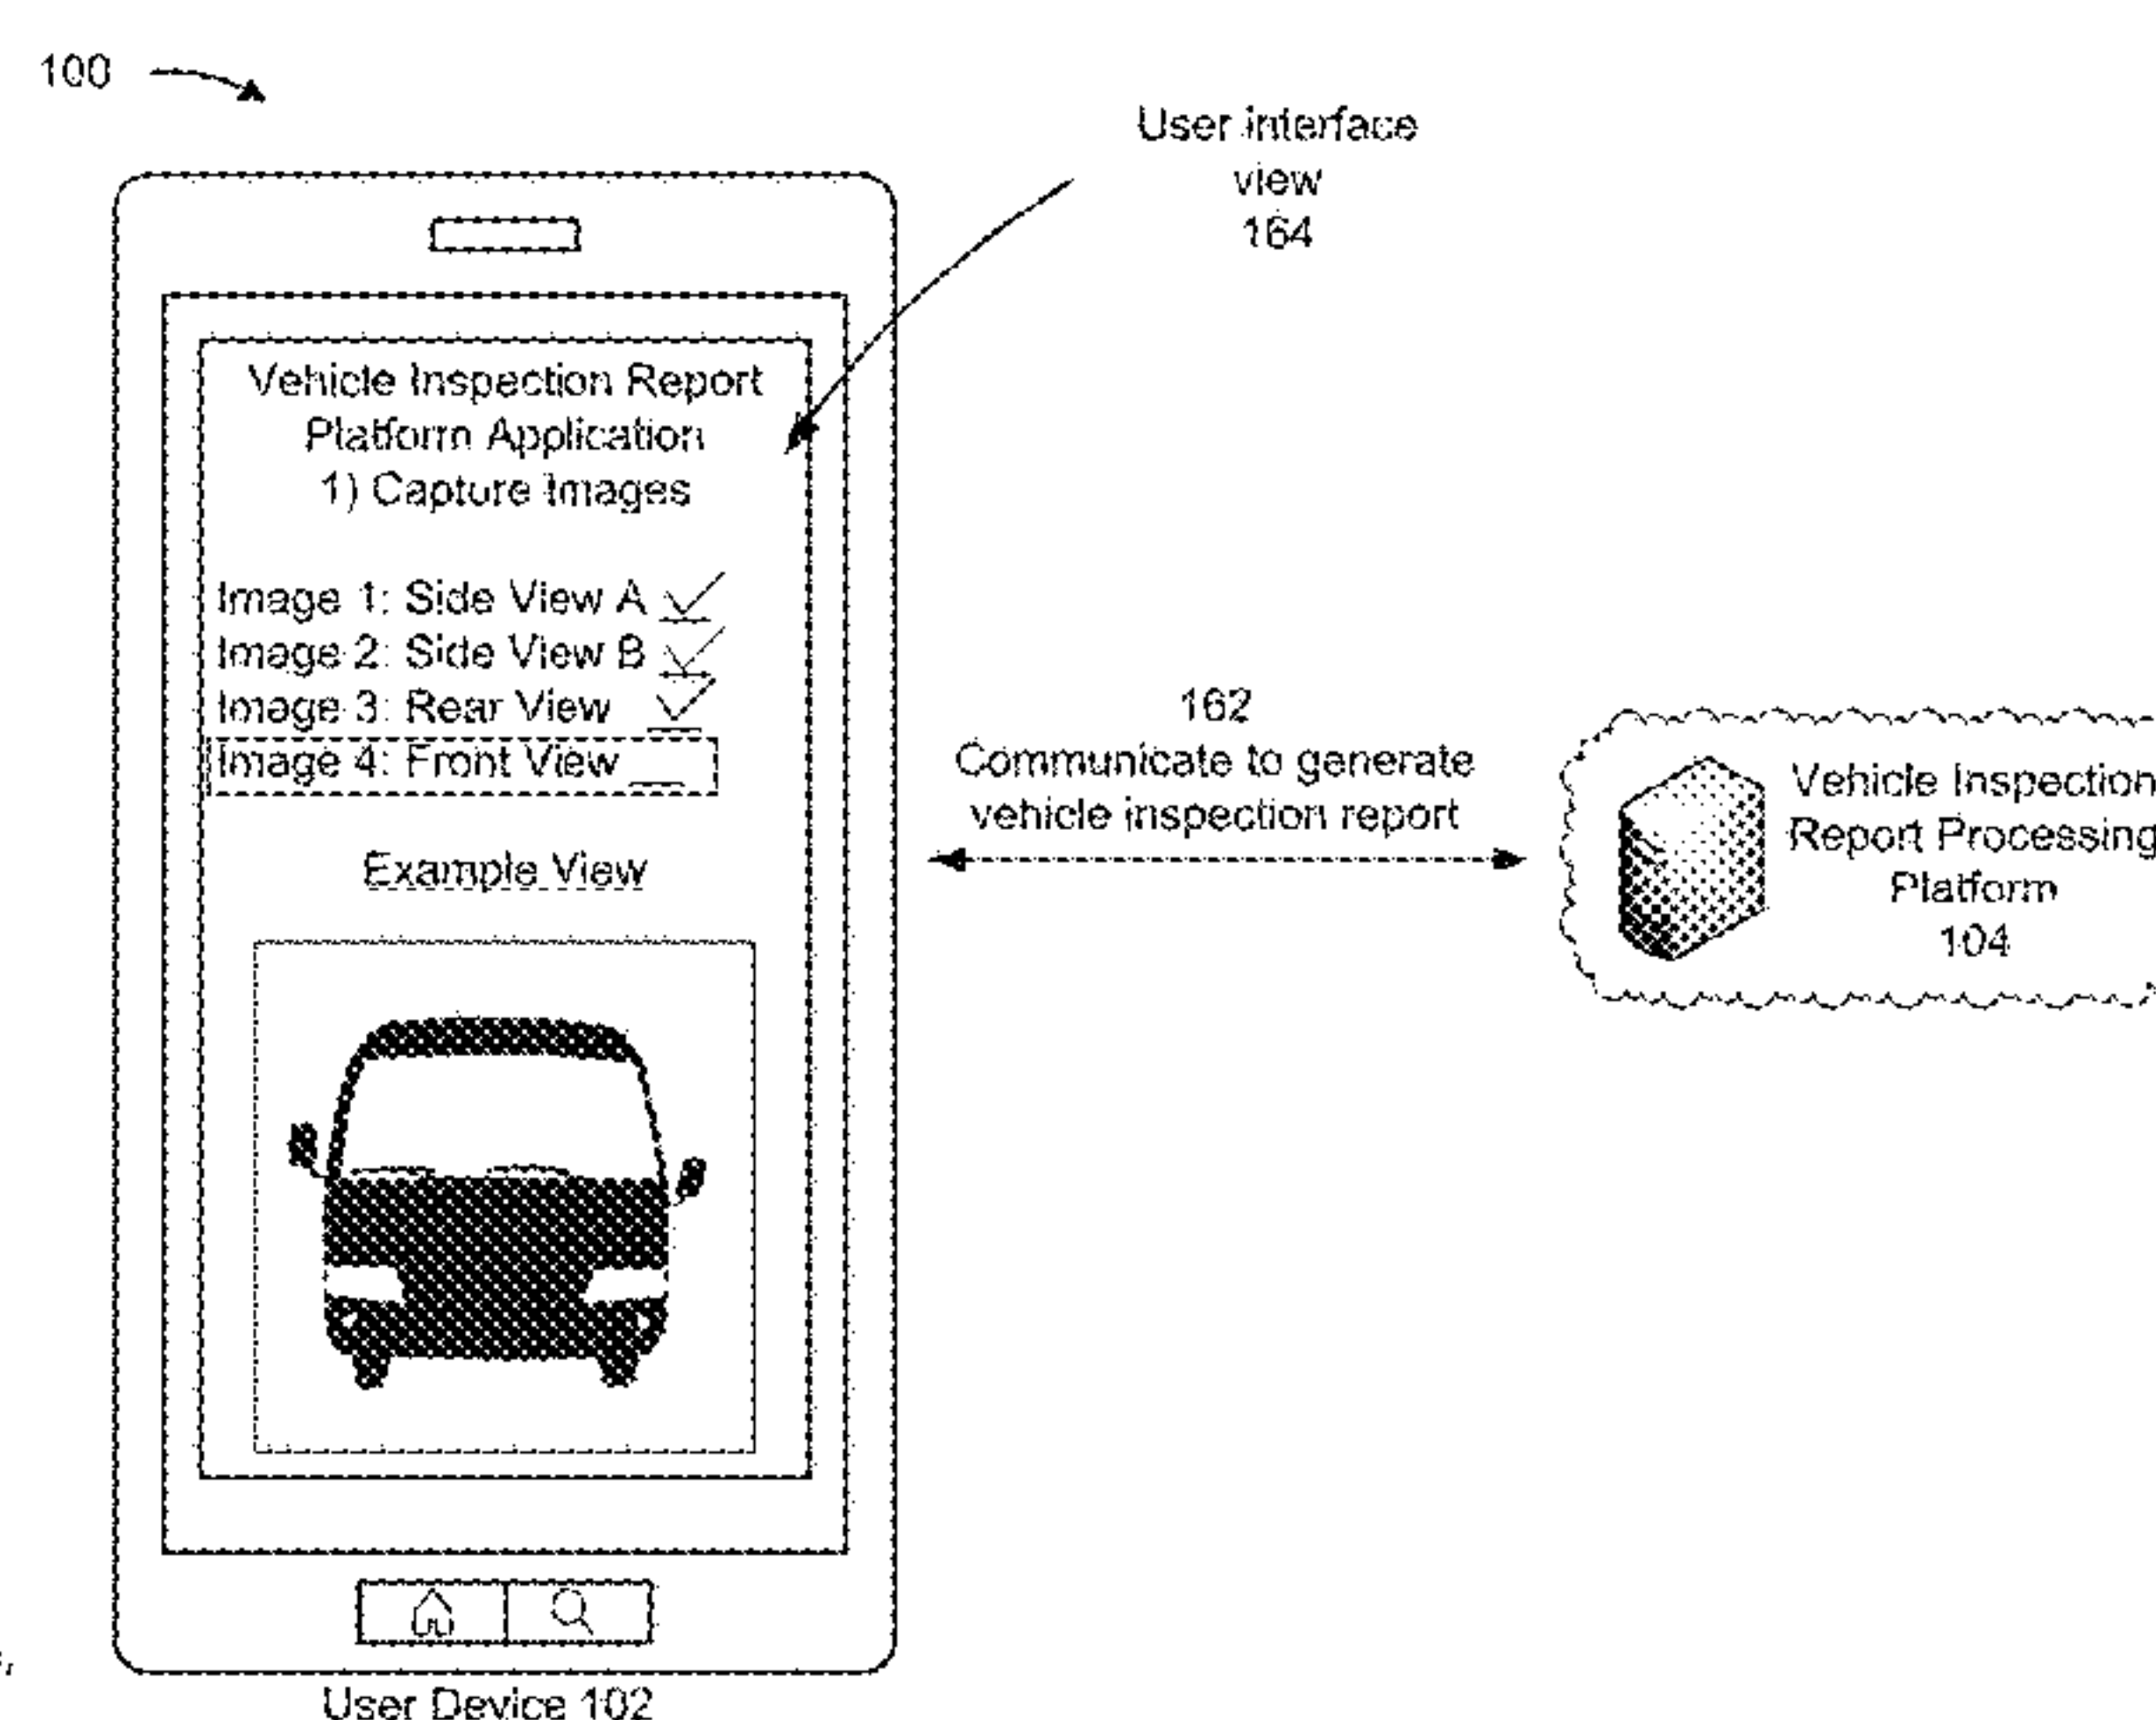 100
User interface
view
164
Vehicle Inspection Report
Platform Application
1) Capture Images
Image 1: Side View A
Image 2: Side View B
Image 3: Rear View
Image 4: Front View
Example View
162
Communicate to generate
vehicle inspection report
Vehicle Inspection
Report Processing
Platform
104
User Device 102